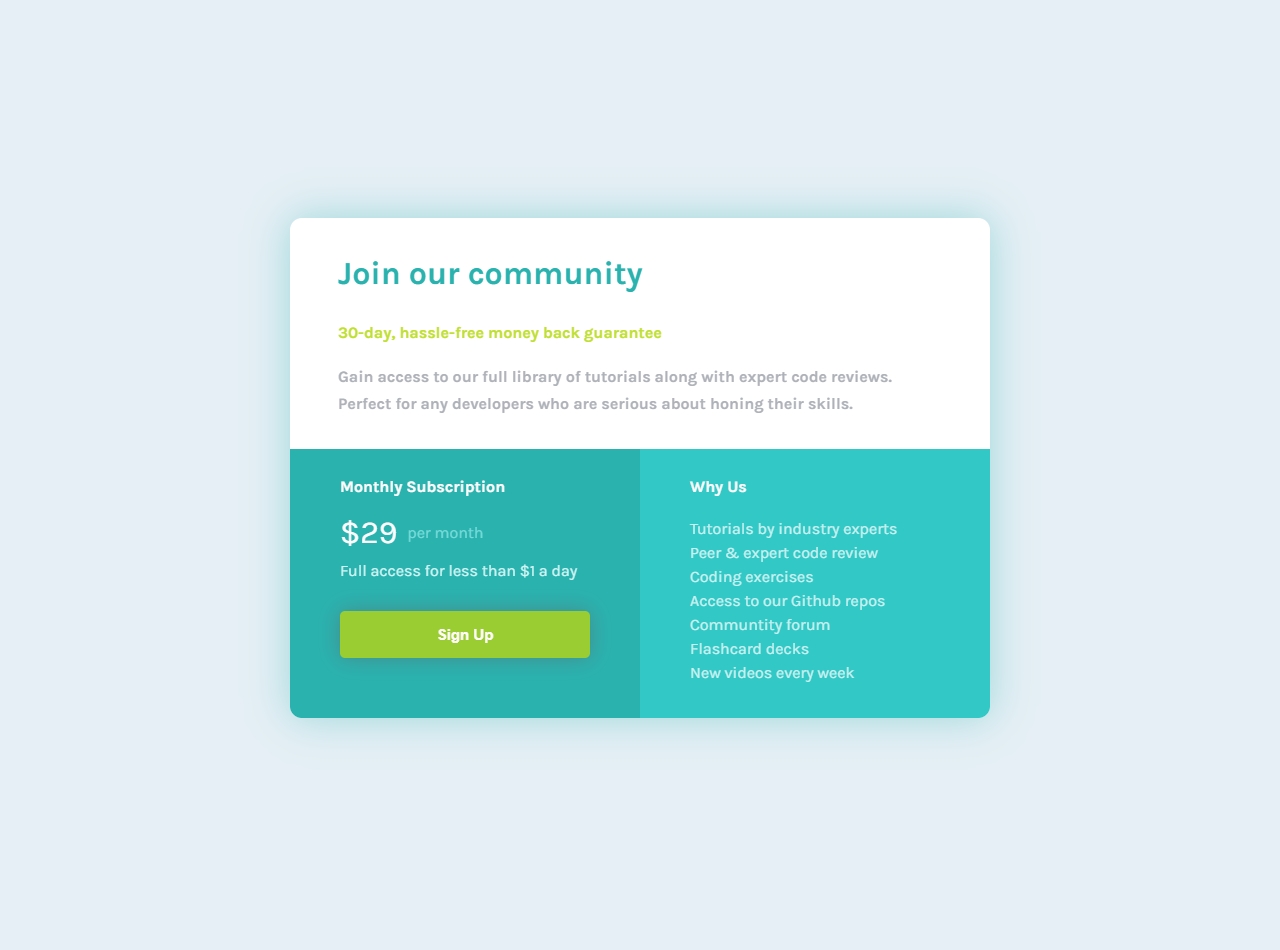 Join our community
30-day, hassle-free money back guarantee
Gain access to our full library of tutorials along with expert code reviews.
Perfect for any developers who are serious about honing their skills.
Monthly Subscription
$29 per month
Full access for less than $1 a day
Sign Up
Why Us
Tutorials by industry experts
Peer & expert code review
Coding exercises
Access to our Github repos
Communtity forum
Flashcard decks
New videos every week